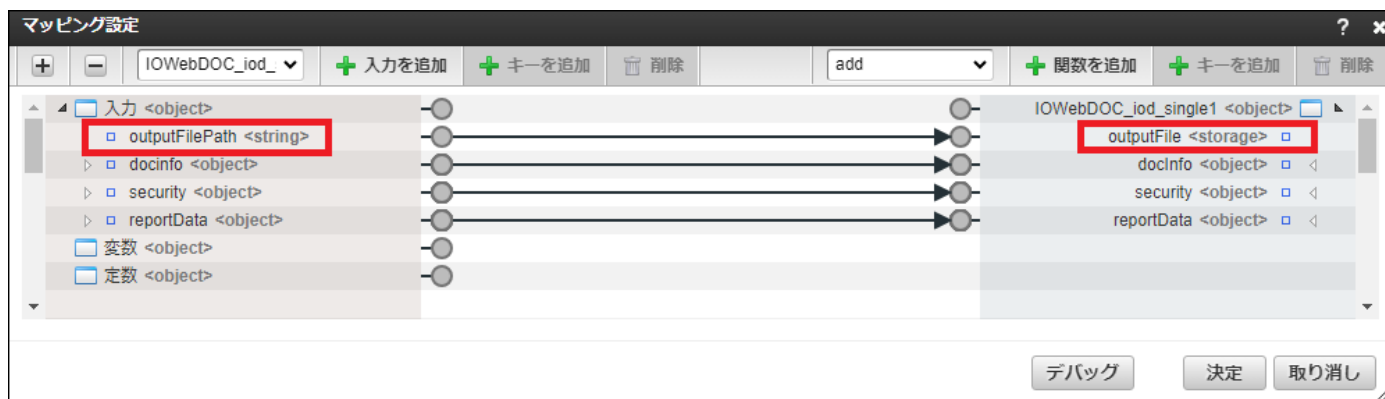 マッピング設定 ? ×
IOWebDOC_iod_ 入力を追加 キーを追加 削除 add 関数を追加 キーを追加 削除
入力 <object> IOWebDOC_iod_single1 <object>
outputFilePath <string> outputFile <storage>
docinfo <object> docInfo <object>
security <object> security <object>
reportData <object> reportData <object>
変数 <object>
定数 <object>
デバッグ 決定 取り消し